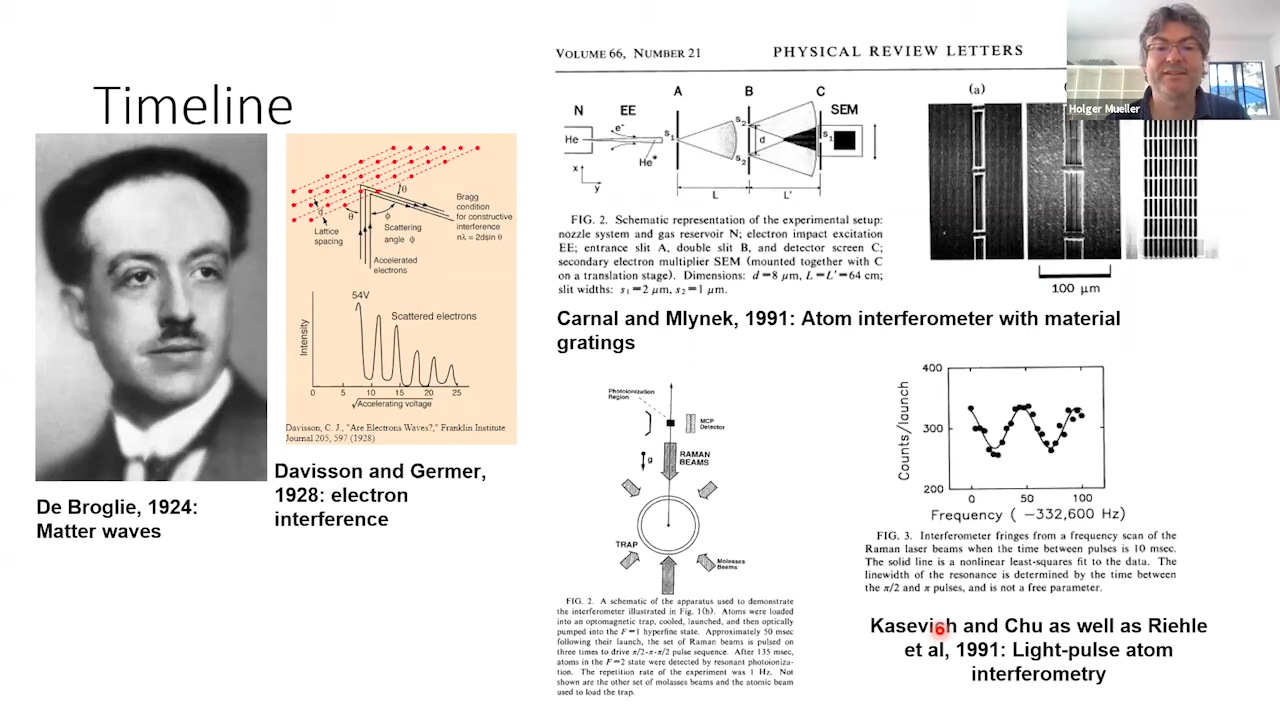 Timeline
De Broglie, 1924:
Matter waves
θ
d
θ
ϕ
Lattice
spacing
Scattering
angle ϕ
Accelerated
electrons
Bragg
condition
for constructive
interference
nλ = 2dsin θ
54V
Scattered electrons
Intensity
0 5 10 15 20 25
√Accelerating voltage
Davisson, C. J., "Are Electrons Waves?," Franklin Institute
Journal 205, 597 (1928)
Davisson and Germer,
1928: electron
interference
VOLUME 66, NUMBER 21 PHYSICAL REVIEW LETTERS
Holger Mueller
A B C
N EE SEM
He e⁻ He* s₁ s₂ d s₂ s₁
x y L L′
FIG. 2. Schematic representation of the experimental setup:
nozzle system and gas reservoir N; electron impact excitation
EE; entrance slit A, double slit B, and detector screen C;
secondary electron multiplier SEM (mounted together with C
on a translation stage). Dimensions: d=8 μm, L=L′=64 cm;
slit widths: s₁=2 μm, s₂=1 μm.
(a)
100 μm
Carnal and Mlynek, 1991: Atom interferometer with material
gratings
Photoionization
Region
MCP
Detector
g
RAMAN
BEAMS
TRAP
Molasses
Beams
FIG. 2. A schematic of the apparatus used to demonstrate
the interferometer illustrated in Fig. 1(b). Atoms were loaded
into an optomagnetic trap, cooled, launched, and then optically
pumped into the F=1 hyperfine state. Approximately 50 msec
following their launch, the set of Raman beams is pulsed on
three times to drive π/2-π-π/2 pulse sequence. After 135 msec,
atoms in the F=2 state were detected by resonant photoioniza-
tion. The repetition rate of the experiment was 1 Hz. Not
shown are the other set of molasses beams and the atomic beam
used to load the trap.
400
300
200
Counts/launch
0 50 100
Frequency ( −332,600 Hz)
FIG. 3. Interferometer fringes from a frequency scan of the
Raman laser beams when the time between pulses is 10 msec.
The solid line is a nonlinear least-squares fit to the data. The
linewidth of the resonance is determined by the time between
the π/2 and π pulses, and is not a free parameter.
Kasevich and Chu as well as Riehle
et al, 1991: Light-pulse atom
interferometry